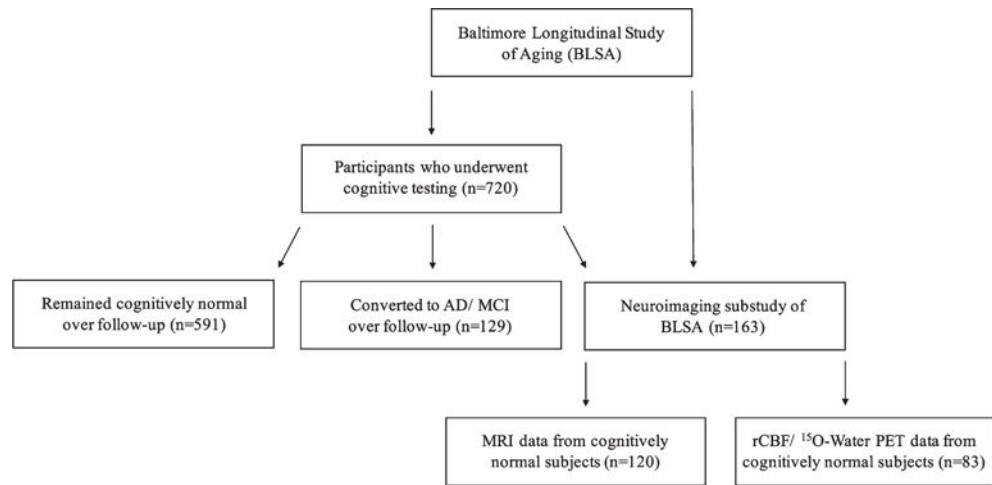 Baltimore Longitudinal Study
of Aging (BLSA)
Participants who underwent
cognitive testing (n=720)
Remained cognitively normal
over follow-up (n=591)
Converted to AD/ MCI
over follow-up (n=129)
Neuroimaging substudy of
BLSA (n=163)
MRI data from cognitively
normal subjects (n=120)
rCBF/ ¹⁵O-Water PET data from
cognitively normal subjects (n=83)